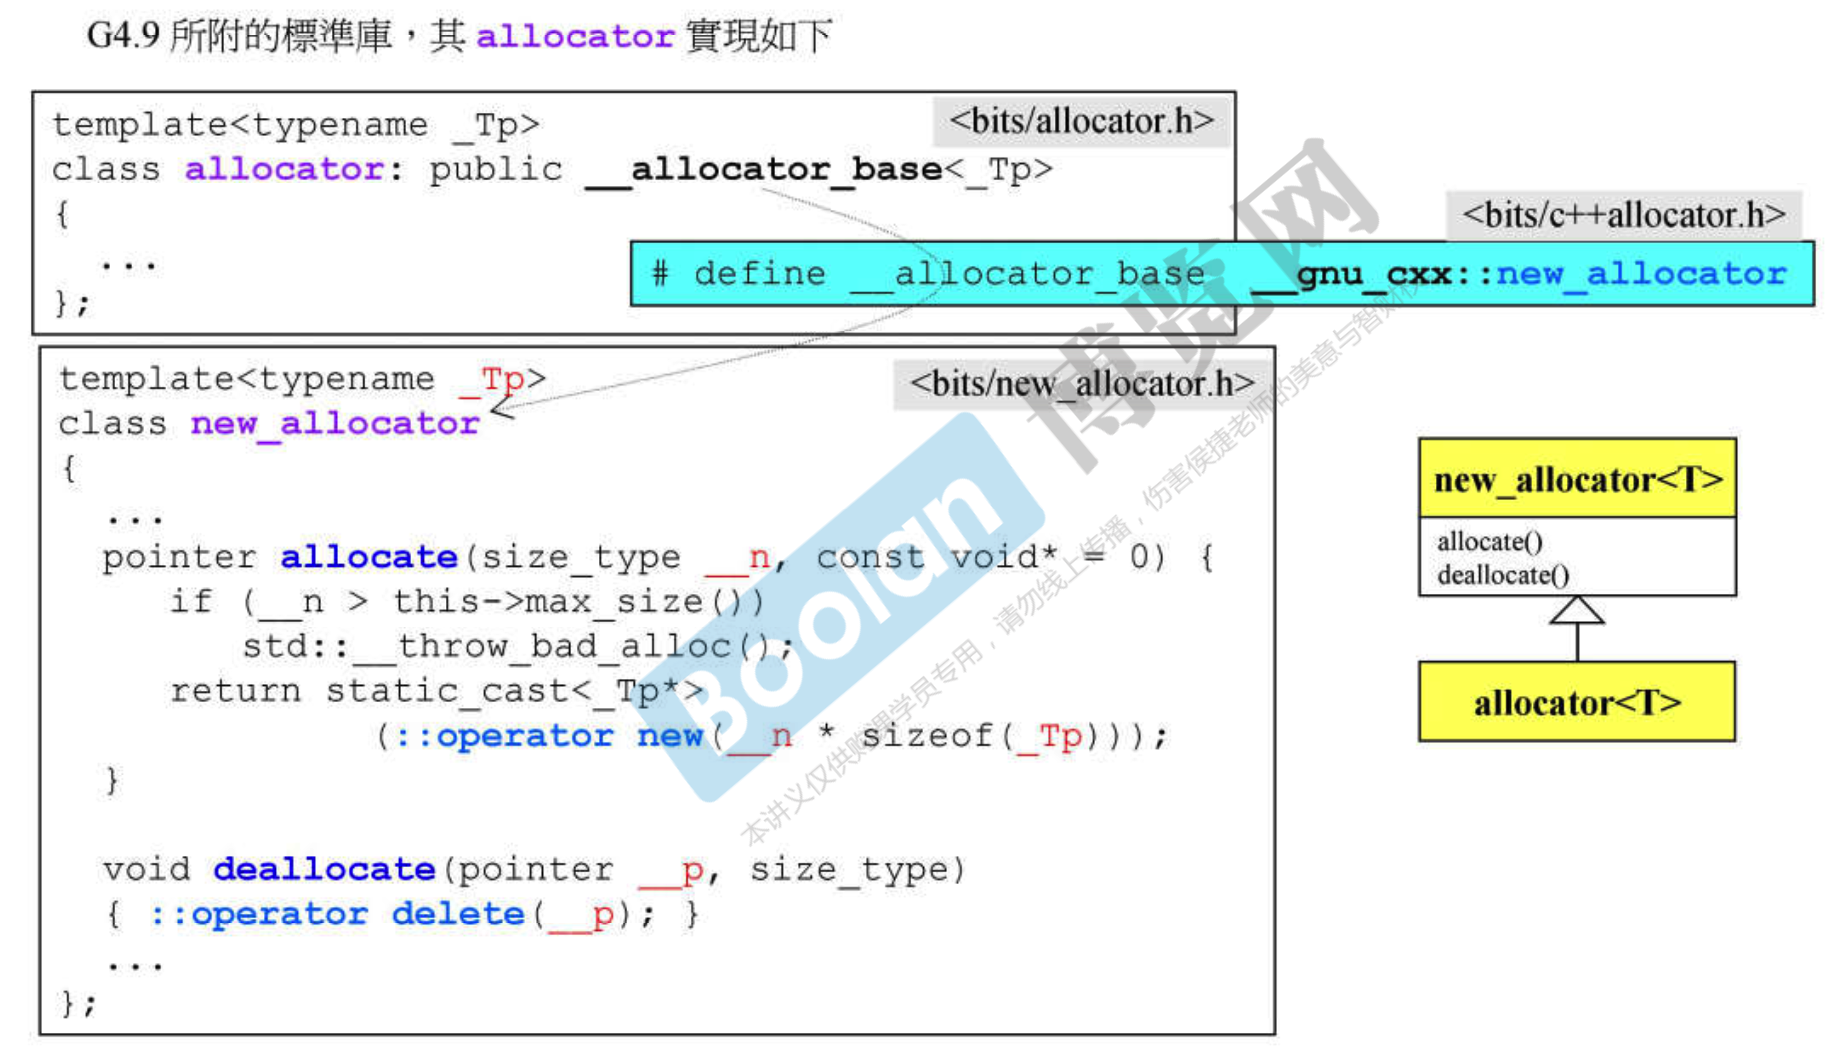 G4.9 所附的標準庫，其 allocator 實現如下
<bits/allocator.h>
template<typename _Tp>
class allocator: public __allocator_base<_Tp>
{
...
};
<bits/c++allocator.h>
# define __allocator_base __gnu_cxx::new_allocator
<bits/new_allocator.h>
template<typename _Tp>
class new_allocator
{
...
pointer allocate(size_type __n, const void* = 0) {
if (__n > this->max_size())
std::__throw_bad_alloc();
return static_cast<_Tp*>
(::operator new(__n * sizeof(_Tp)));
}
void deallocate(pointer __p, size_type)
{ ::operator delete(__p); }
...
};
new_allocator<T>
allocate()
deallocate()
allocator<T>
Boolan
博览网
本讲义仅供购课学员专用，请勿线上传播，伤害侯捷老师的美意与智财